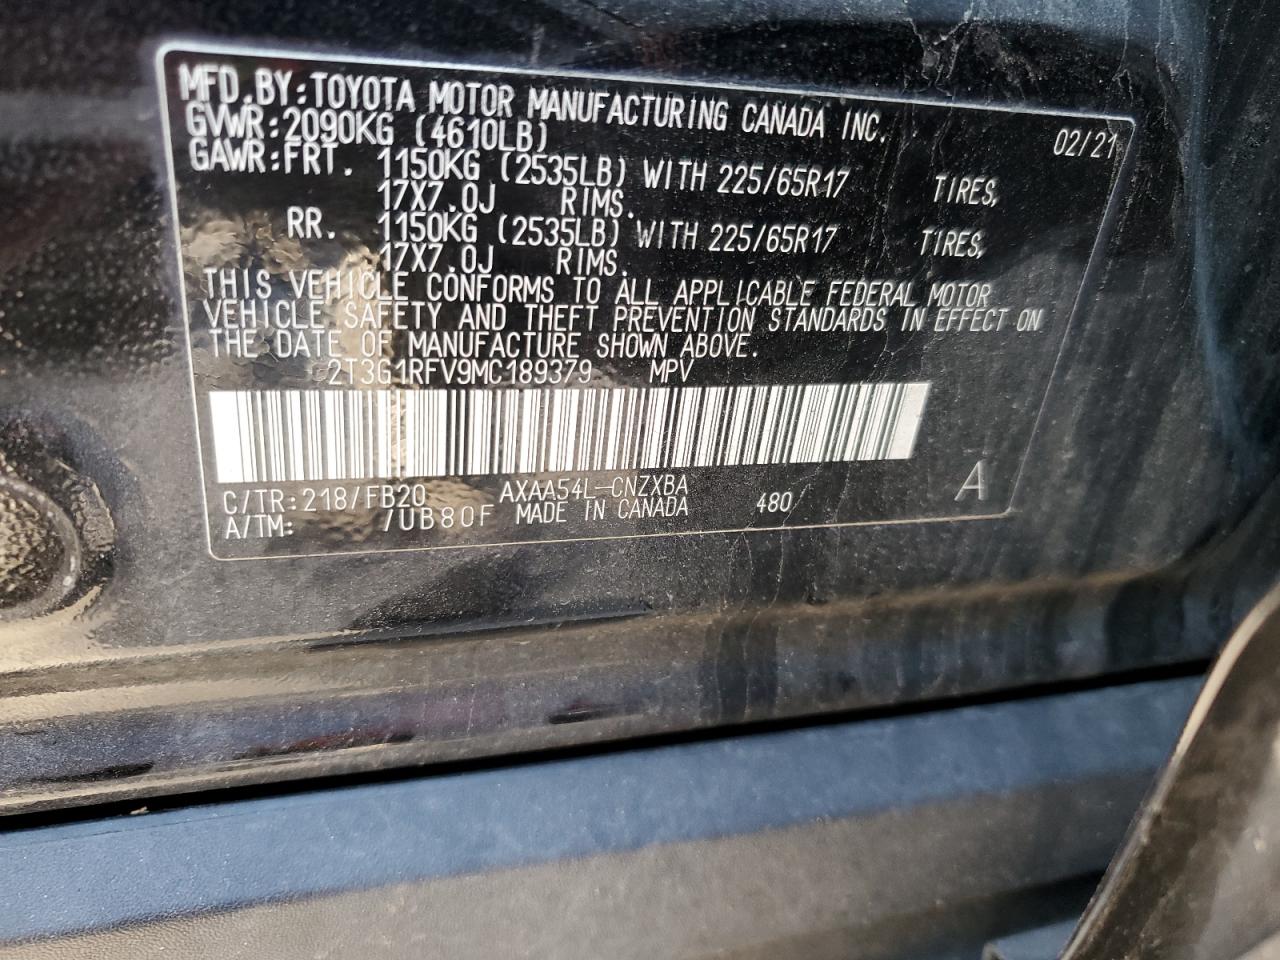 MFD.BY:TOYOTA MOTOR MANUFACTURING CANADA INC. 02/21
GVWR:2090KG (4610LB)
GAWR:FRT. 1150KG (2535LB) WITH 225/65R17 TIRES,
17X7.0J RIMS.
RR. 1150KG (2535LB) WITH 225/65R17 TIRES,
17X7.0J RIMS.
THIS VEHICLE CONFORMS TO ALL APPLICABLE FEDERAL MOTOR
VEHICLE SAFETY AND THEFT PREVENTION STANDARDS IN EFFECT ON
THE DATE OF MANUFACTURE SHOWN ABOVE.
2T3G1RFV9MC189379 MPV
C/TR:218/FB20 AXAA54L-CNZXBA 480 A
A/TM: /UB80F MADE IN CANADA